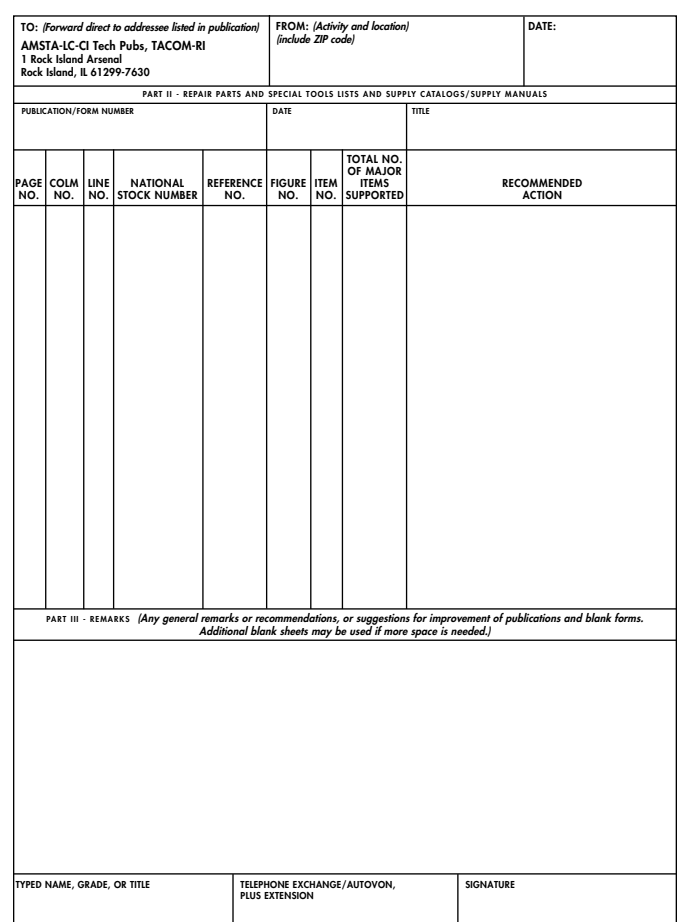 TO: (Forward direct to addressee listed in publication)
AMSTA-LC-CI Tech Pubs, TACOM-RI
1 Rock Island Arsenal
Rock Island, IL 61299-7630
FROM: (Activity and location)
(include ZIP code)
DATE:
PART II - REPAIR PARTS AND SPECIAL TOOLS LISTS AND SUPPLY CATALOGS/SUPPLY MANUALS
PUBLICATION/FORM NUMBER
DATE
TITLE
PAGE
NO.
COLM
NO.
LINE
NO.
NATIONAL
STOCK NUMBER
REFERENCE
NO.
FIGURE
NO.
ITEM
NO.
TOTAL NO.
OF MAJOR
ITEMS
SUPPORTED
RECOMMENDED
ACTION
PART III - REMARKS (Any general remarks or recommendations, or suggestions for improvement of publications and blank forms.
Additional blank sheets may be used if more space is needed.)
TYPED NAME, GRADE, OR TITLE
TELEPHONE EXCHANGE/AUTOVON,
PLUS EXTENSION
SIGNATURE